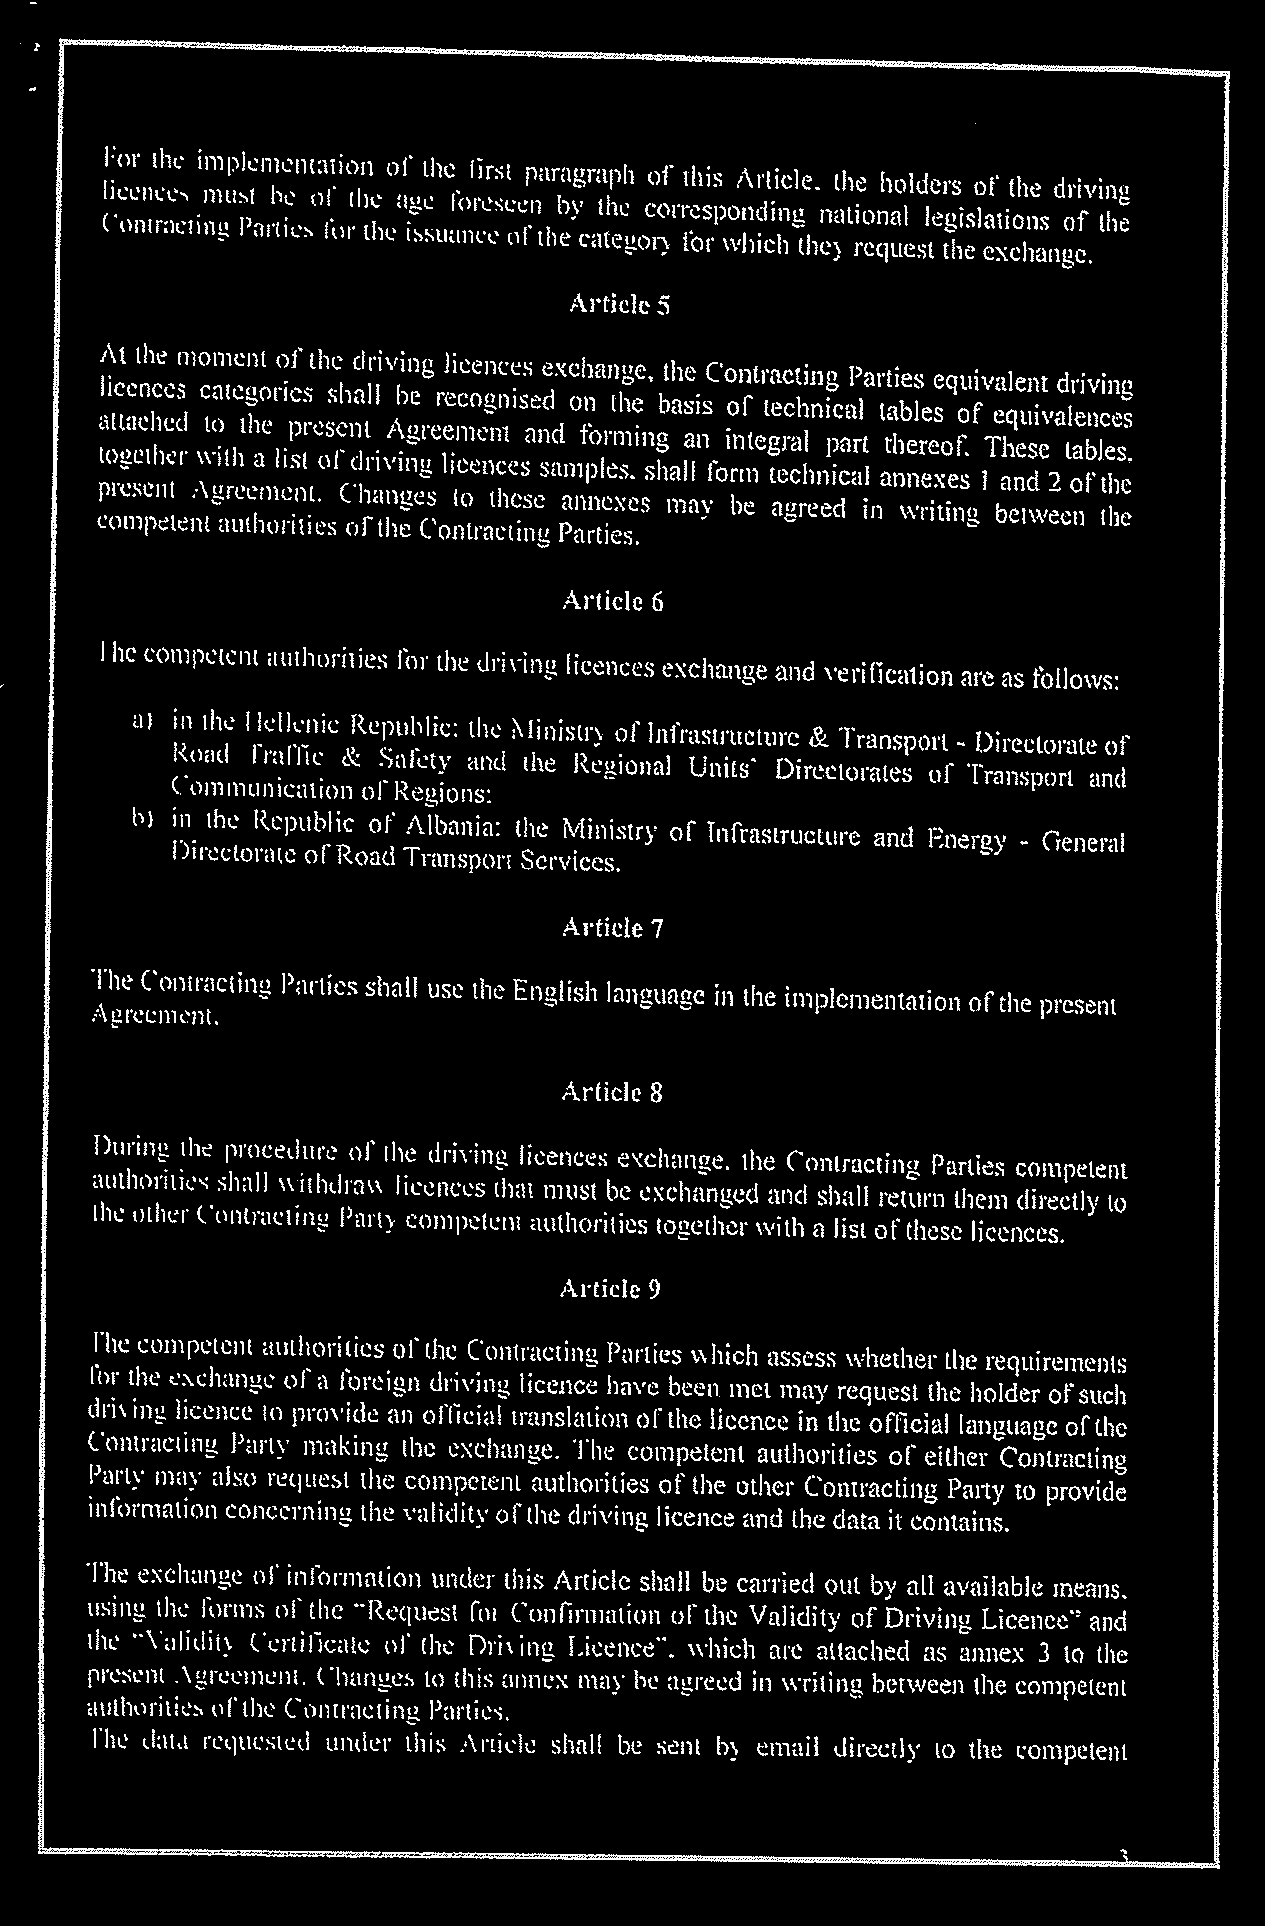 For the implementation of the first paragraph of this Article, the holders of the driving
licences must be of the age foreseen by the corresponding national legislations of the
Contracting Parties for the issuance of the category for which they request the exchange.
Article 5
At the moment of the driving licences exchange, the Contracting Parties equivalent driving
licences categories shall be recognised on the basis of technical tables of equivalences
attached to the present Agreement and forming an integral part thereof. These tables,
together with a list of driving licences samples, shall form technical annexes 1 and 2 of the
present Agreement. Changes to these annexes may be agreed in writing between the
competent authorities of the Contracting Parties.
Article 6
The competent authorities for the driving licences exchange and verification are as follows:
a) in the Hellenic Republic: the Ministry of Infrastructure & Transport - Directorate of
Road Traffic & Safety and the Regional Units' Directorates of Transport and
Communication of Regions;
b) in the Republic of Albania: the Ministry of Infrastructure and Energy - General
Directorate of Road Transport Services.
Article 7
The Contracting Parties shall use the English language in the implementation of the present
Agreement.
Article 8
During the procedure of the driving licences exchange, the Contracting Parties competent
authorities shall withdraw licences that must be exchanged and shall return them directly to
the other Contracting Party competent authorities together with a list of these licences.
Article 9
The competent authorities of the Contracting Parties which assess whether the requirements
for the exchange of a foreign driving licence have been met may request the holder of such
driving licence to provide an official translation of the licence in the official language of the
Contracting Party making the exchange. The competent authorities of either Contracting
Party may also request the competent authorities of the other Contracting Party to provide
information concerning the validity of the driving licence and the data it contains.
The exchange of information under this Article shall be carried out by all available means,
using the forms of the "Request for Confirmation of the Validity of Driving Licence" and
the "Validity Certificate of the Driving Licence", which are attached as annex 3 to the
present Agreement. Changes to this annex may be agreed in writing between the competent
authorities of the Contracting Parties.
The data requested under this Article shall be sent by email directly to the competent
3